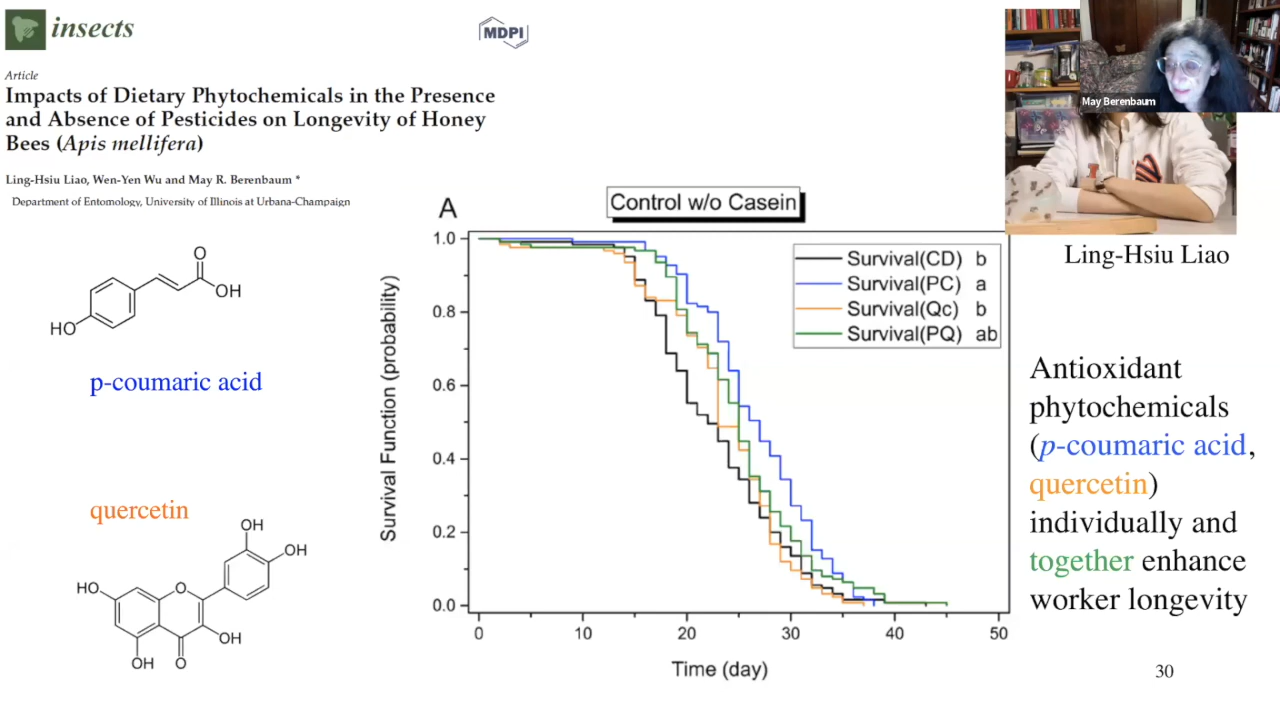 insects
MDPI
May Berenbaum
Article
Impacts of Dietary Phytochemicals in the Presence
and Absence of Pesticides on Longevity of Honey
Bees (Apis mellifera)
Ling-Hsiu Liao, Wen-Yen Wu and May R. Berenbaum *
Department of Entomology, University of Illinois at Urbana-Champaign
Ling-Hsiu Liao
O
OH
HO
p-coumaric acid
quercetin
OH
OH
HO
O
OH
OH
O
A
Control w/o Casein
Survival(CD) b
Survival(PC) a
Survival(Qc) b
Survival(PQ) ab
Survival Function (probability)
1.0
0.8
0.6
0.4
0.2
0.0
0 10 20 30 40 50
Time (day)
Antioxidant
phytochemicals
(p-coumaric acid,
quercetin)
individually and
together enhance
worker longevity
30